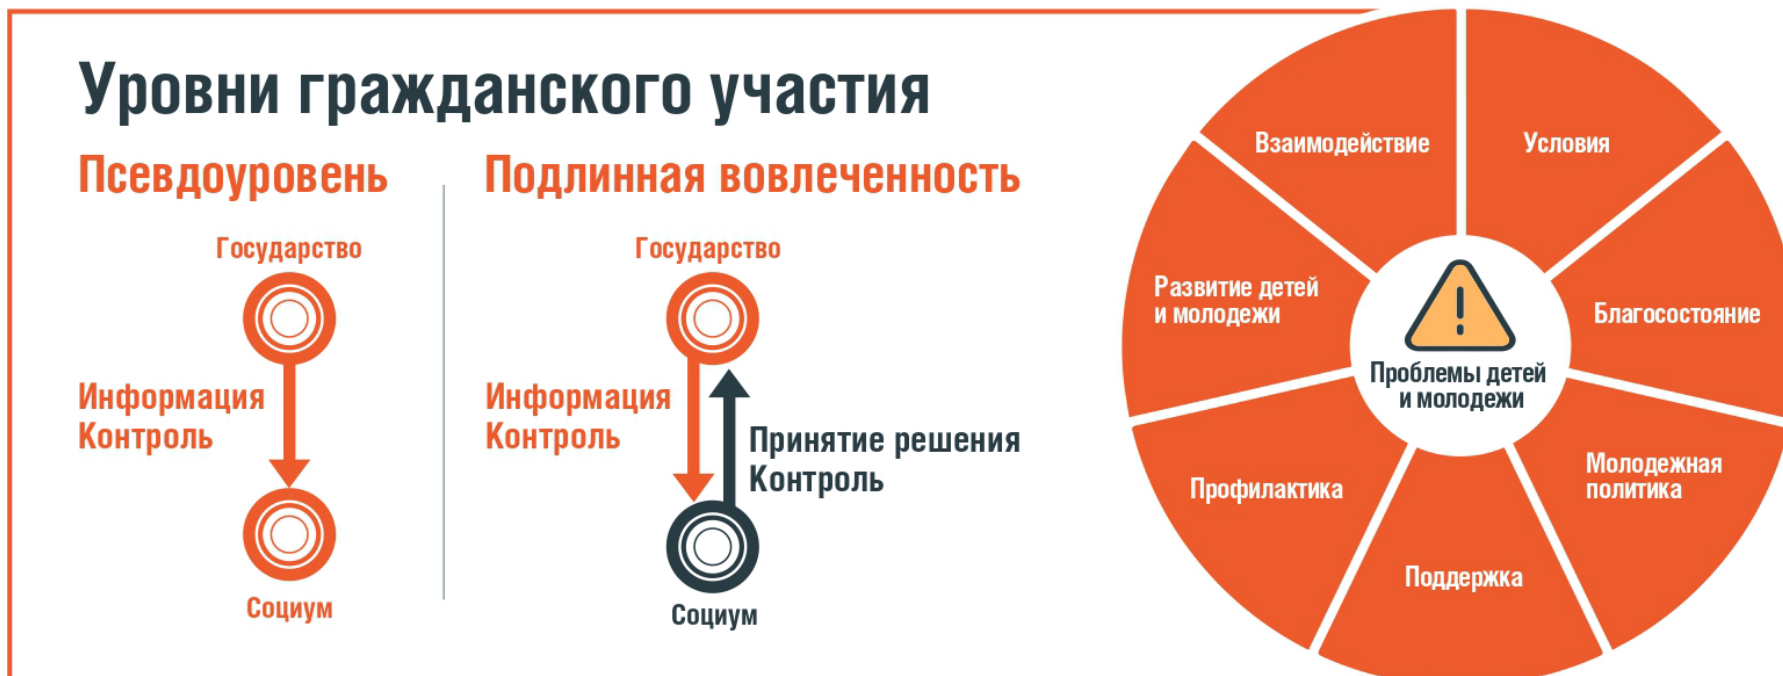 Уровни гражданского участия
Псевдоуровень
Государство
Информация
Контроль
Социум
Подлинная вовлеченность
Государство
Информация
Контроль
Принятие решения
Контроль
Социум
Взаимодействие
Условия
Развитие детей
и молодежи
Благосостояние
Проблемы детей
и молодежи
Профилактика
Молодежная
политика
Поддержка